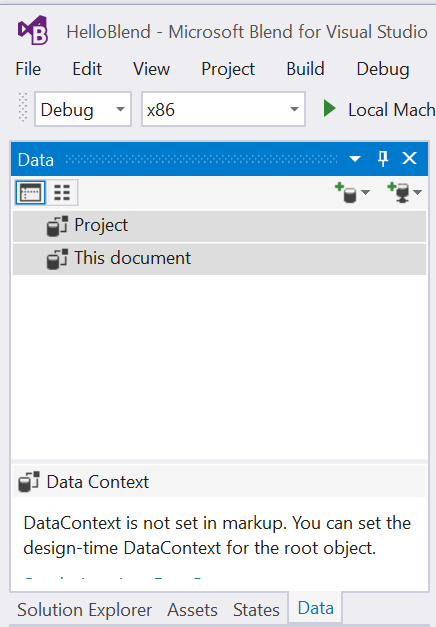 HelloBlend - Microsoft Blend for Visual Studio
File Edit View Project Build Debug
Debug x86 Local Mach
Data
Project
This document
Data Context
DataContext is not set in markup. You can set the
design-time DataContext for the root object.
Solution Explorer Assets States Data